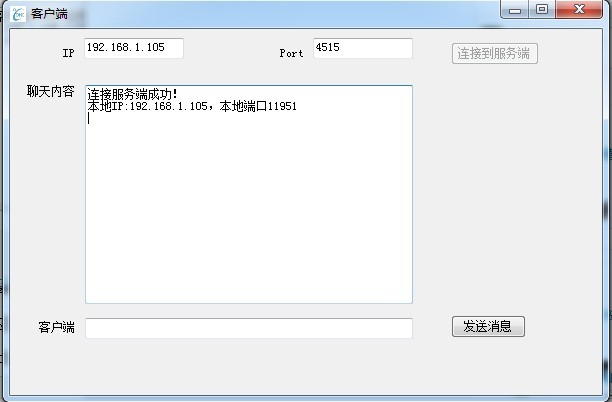 客户端
IP 192.168.1.105 Port 4515 连接到服务端
聊天内容
连接服务端成功!
本地IP:192.168.1.105，本地端口11951
客户端 发送消息